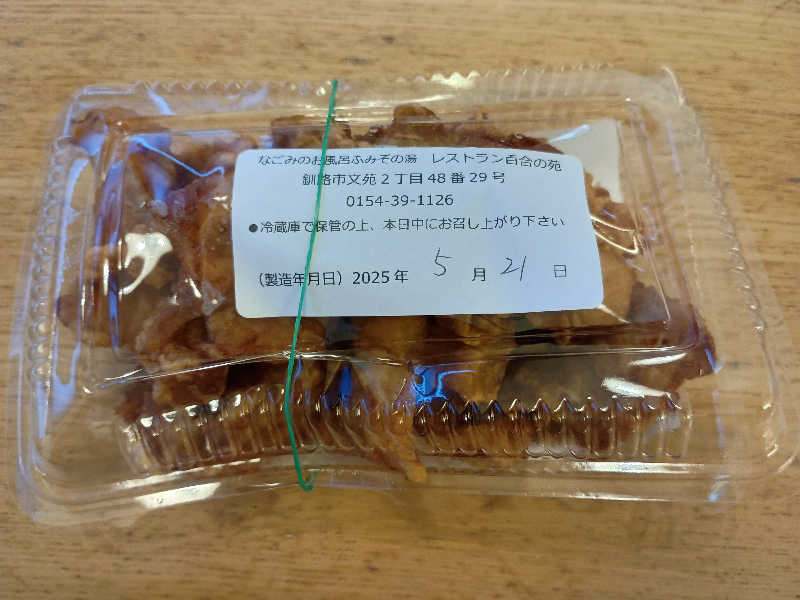 なごみのお風呂ふみぞの湯　レストラン百合の苑
釧路市文苑2丁目48番29号
0154-39-1126
●冷蔵庫で保管の上、本日中にお召し上がり下さい
（製造年月日）2025年 5月 21日